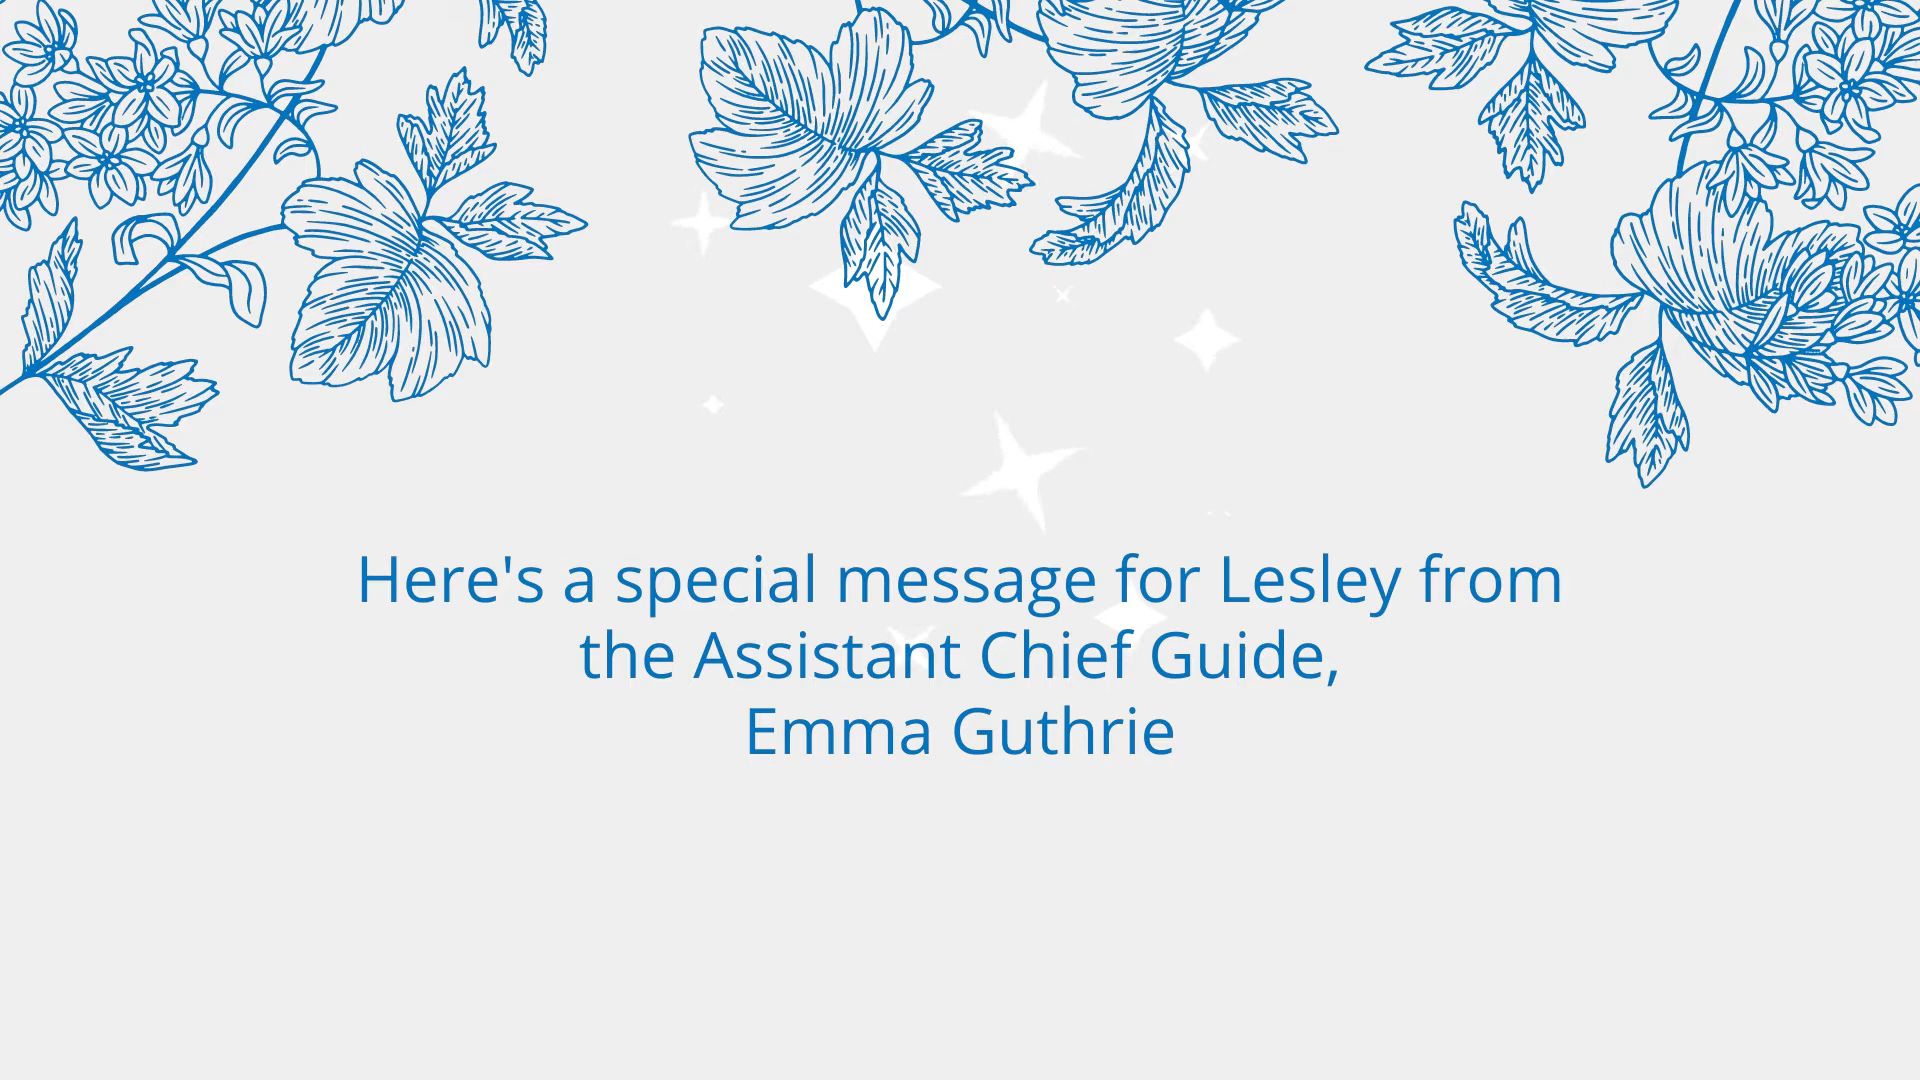 Here's a special message for Lesley from
the Assistant Chief Guide,
Emma Guthrie